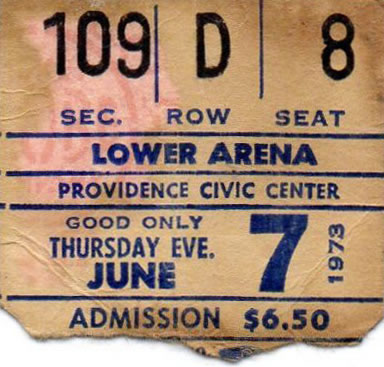 109 D 8
SEC. ROW SEAT
LOWER ARENA
PROVIDENCE CIVIC CENTER
GOOD ONLY
THURSDAY EVE.
JUNE 7 1973
ADMISSION $6.50